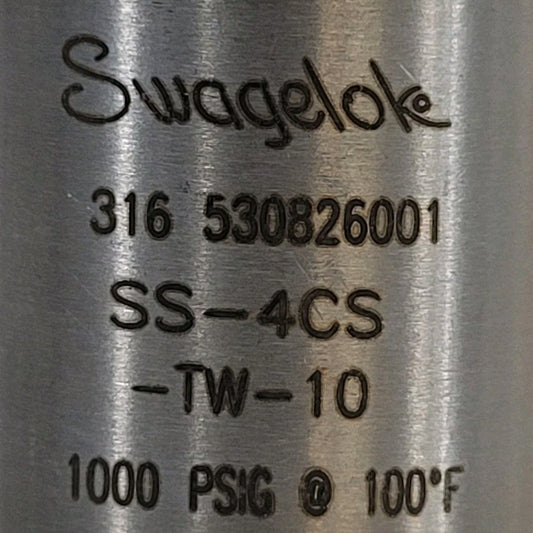 Swagelok
316 530826001
SS-4CS
-TW-10
1000 PSIG @ 100°F